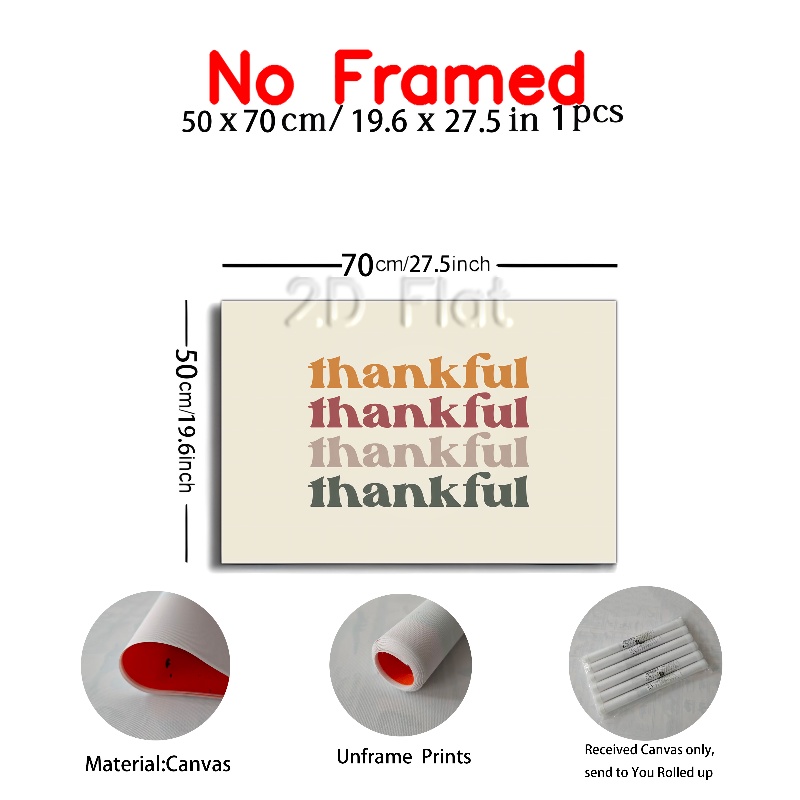 No Framed
50 x 70 cm/ 19.6 x 27.5 in 1pcs
70cm/27.5inch
2D Flat
50cm/19.6inch
thankful
thankful
thankful
thankful
Material:Canvas
Unframe Prints
Received Canvas only,
send to You Rolled up